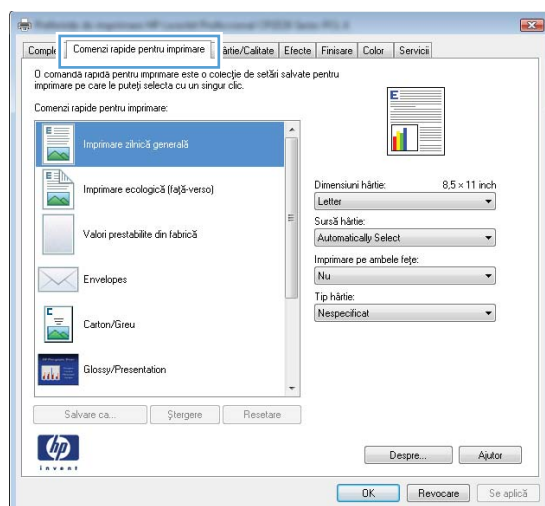 Comple
Comenzi rapide pentru imprimare
ârtie/Calitate
Efecte
Finisare
Color
Servicii
O comandă rapidă pentru imprimare este o colecție de setări salvate pentru
imprimare pe care le puteți selecta cu un singur clic.
Comenzi rapide pentru imprimare:
Imprimare zilnică generală
Imprimare ecologică (față-verso)
Valori prestabilite din fabrică
Envelopes
Carton/Greu
Glossy/Presentation
Salvare ca...
Ștergere
Resetare
E
Dimensiuni hârtie:
8,5 × 11 inch
Letter
Sursă hârtie:
Automatically Select
Imprimare pe ambele fețe:
Nu
Tip hârtie:
Nespecificat
hp
invent
Despre...
Ajutor
OK
Revocare
Se aplică